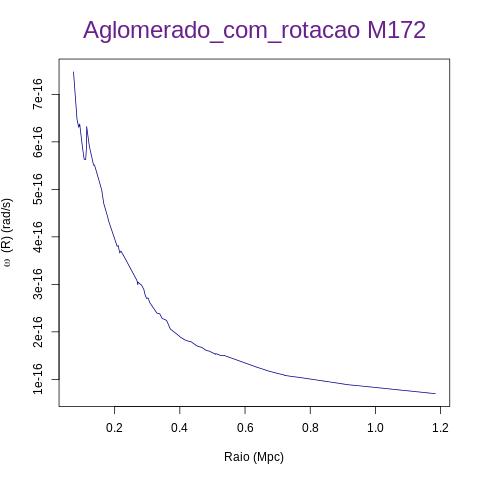 Aglomerado_com_rotacao M172
ω (R) (rad/s)
7e-16
6e-16
5e-16
4e-16
3e-16
2e-16
1e-16
0.2 0.4 0.6 0.8 1.0 1.2
Raio (Mpc)